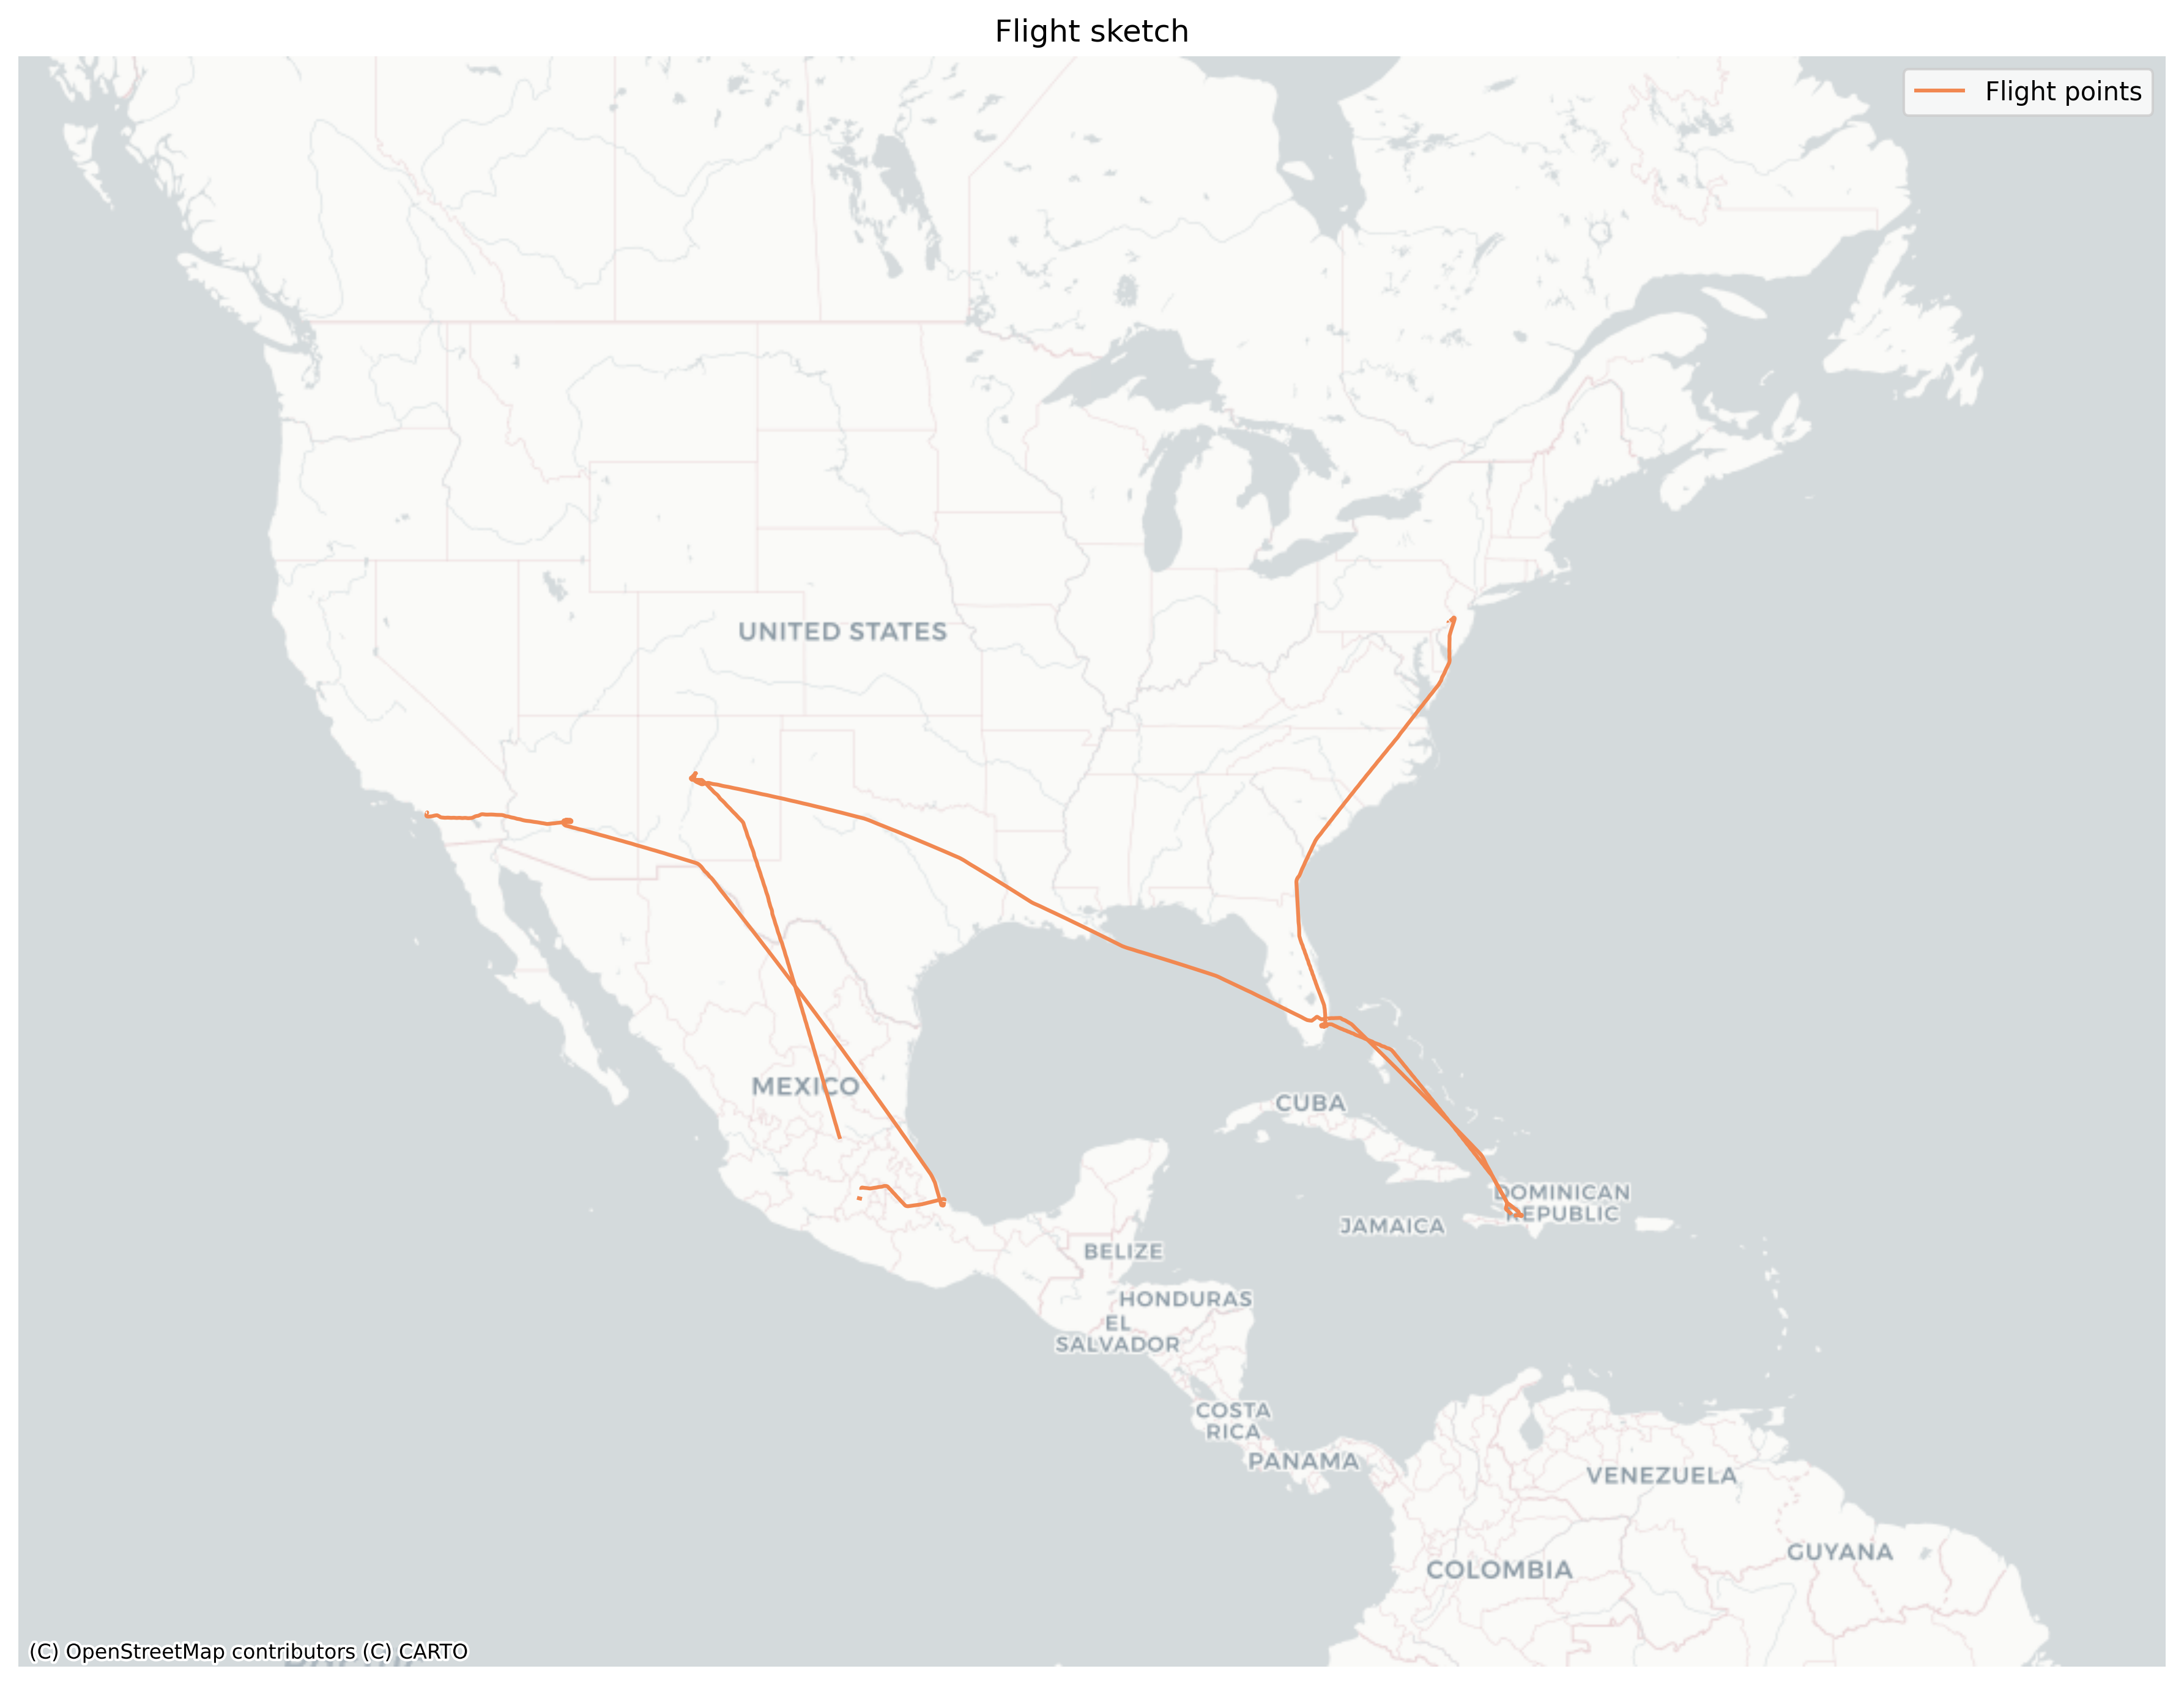 Flight sketch
Flight points
UNITED STATES
MEXICO
CUBA
DOMINICAN
REPUBLIC
JAMAICA
BELIZE
HONDURAS
EL
SALVADOR
COSTA
RICA
PANAMA
VENEZUELA
GUYANA
COLOMBIA
(C) OpenStreetMap contributors (C) CARTO